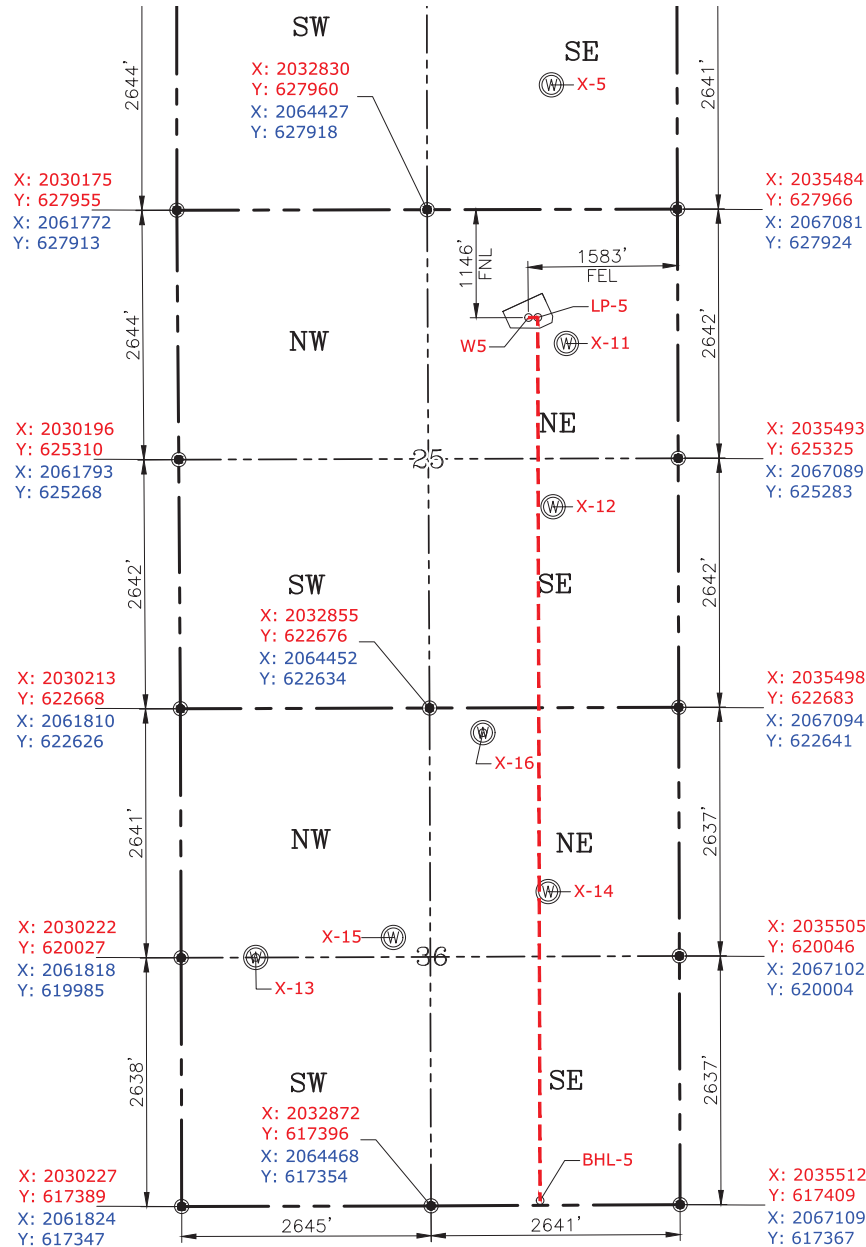 SW
SE
X: 2032830
Y: 627960
X: 2064427
Y: 627918
X-5
2644'
2641'
X: 2030175
Y: 627955
X: 2061772
Y: 627913
X: 2035484
Y: 627966
X: 2067081
Y: 627924
1146'
FNL
1583'
FEL
LP-5
W5
X-11
NW
2644'
2642'
NE
X: 2030196
Y: 625310
X: 2061793
Y: 625268
25
X: 2035493
Y: 625325
X: 2067089
Y: 625283
X-12
2642'
2642'
SW
SE
X: 2032855
Y: 622676
X: 2064452
Y: 622634
X: 2030213
Y: 622668
X: 2061810
Y: 622626
X: 2035498
Y: 622683
X: 2067094
Y: 622641
X-16
2641'
2637'
NW
NE
X-14
X: 2030222
Y: 620027
X: 2061818
Y: 619985
X-15
36
X-13
X: 2035505
Y: 620046
X: 2067102
Y: 620004
2638'
2637'
SW
SE
X: 2032872
Y: 617396
X: 2064468
Y: 617354
BHL-5
X: 2030227
Y: 617389
X: 2061824
Y: 617347
X: 2035512
Y: 617409
X: 2067109
Y: 617367
2645'
2641'